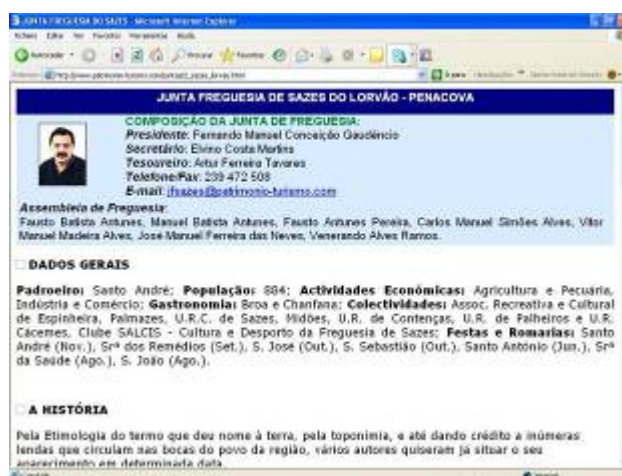 JUNTA FREGUESIA DO SAZES - Microsoft Internet Explorer
JUNTA FREGUESIA DE SAZES DO LORVÃO - PENACOVA
COMPOSIÇÃO DA JUNTA DE FREGUESIA:
Presidente: Fernando Manuel Conceição Gaudêncio
Secretário: Elvino Costa Martins
Tesoureiro: Artur Ferreira Tavares
Telefone/Fax: 239 472 508
E-mail: jfsazes@patrimonio-turismo.com
Assembleia de Freguesia:
Fausto Batista Antunes, Manuel Batista Antunes, Fausto Antunes Pereira, Carlos Manuel Simões Alves, Vitor
Manuel Madeira Alves, José Manuel Ferreira das Neves, Venerando Alves Ramos.
DADOS GERAIS
Padroeiro: Santo André; População: 884; Actividades Económicas: Agricultura e Pecuária,
Indústria e Comércio; Gastronomia: Broa e Chanfana; Colectividades: Assoc. Recreativa e Cultural
de Espinheira, Palmazes, U.R.C. de Sazes, Midões, U.R. de Contenças, U.R. de Palheiros e U.R.
Cácemes, Clube SALCIS - Cultura e Desporto da Freguesia de Sazes; Festas e Romarias: Santo
André (Nov.), Srª dos Remédios (Set.), S. José (Out.), S. Sebastião (Out.), Santo António (Jun.), Srª
da Saúde (Ago.), S. João (Ago.).
A HISTÓRIA
Pela Etimologia do termo que deu nome à terra, pela toponimia, e até dando crédito a inúmeras
lendas que circulam nas bocas do povo da região, vários autores quiseram já situar o seu
aparecimento em determinada data.